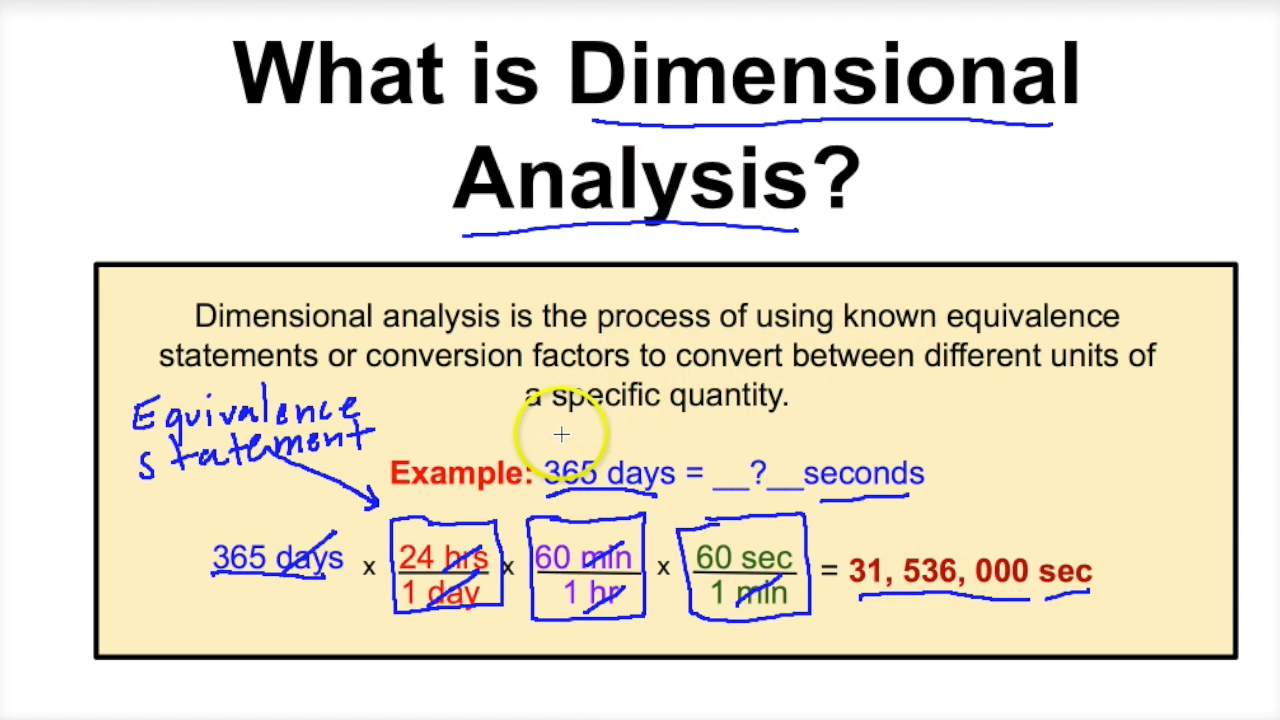 What is Dimensional
Analysis?
Dimensional analysis is the process of using known equivalence
statements or conversion factors to convert between different units of
a specific quantity.
Equivalence
statement
Example: 365 days = __?__seconds
365 days x 24 hrs / 1 day x 60 min / 1 hr x 60 sec / 1 min = 31, 536, 000 sec